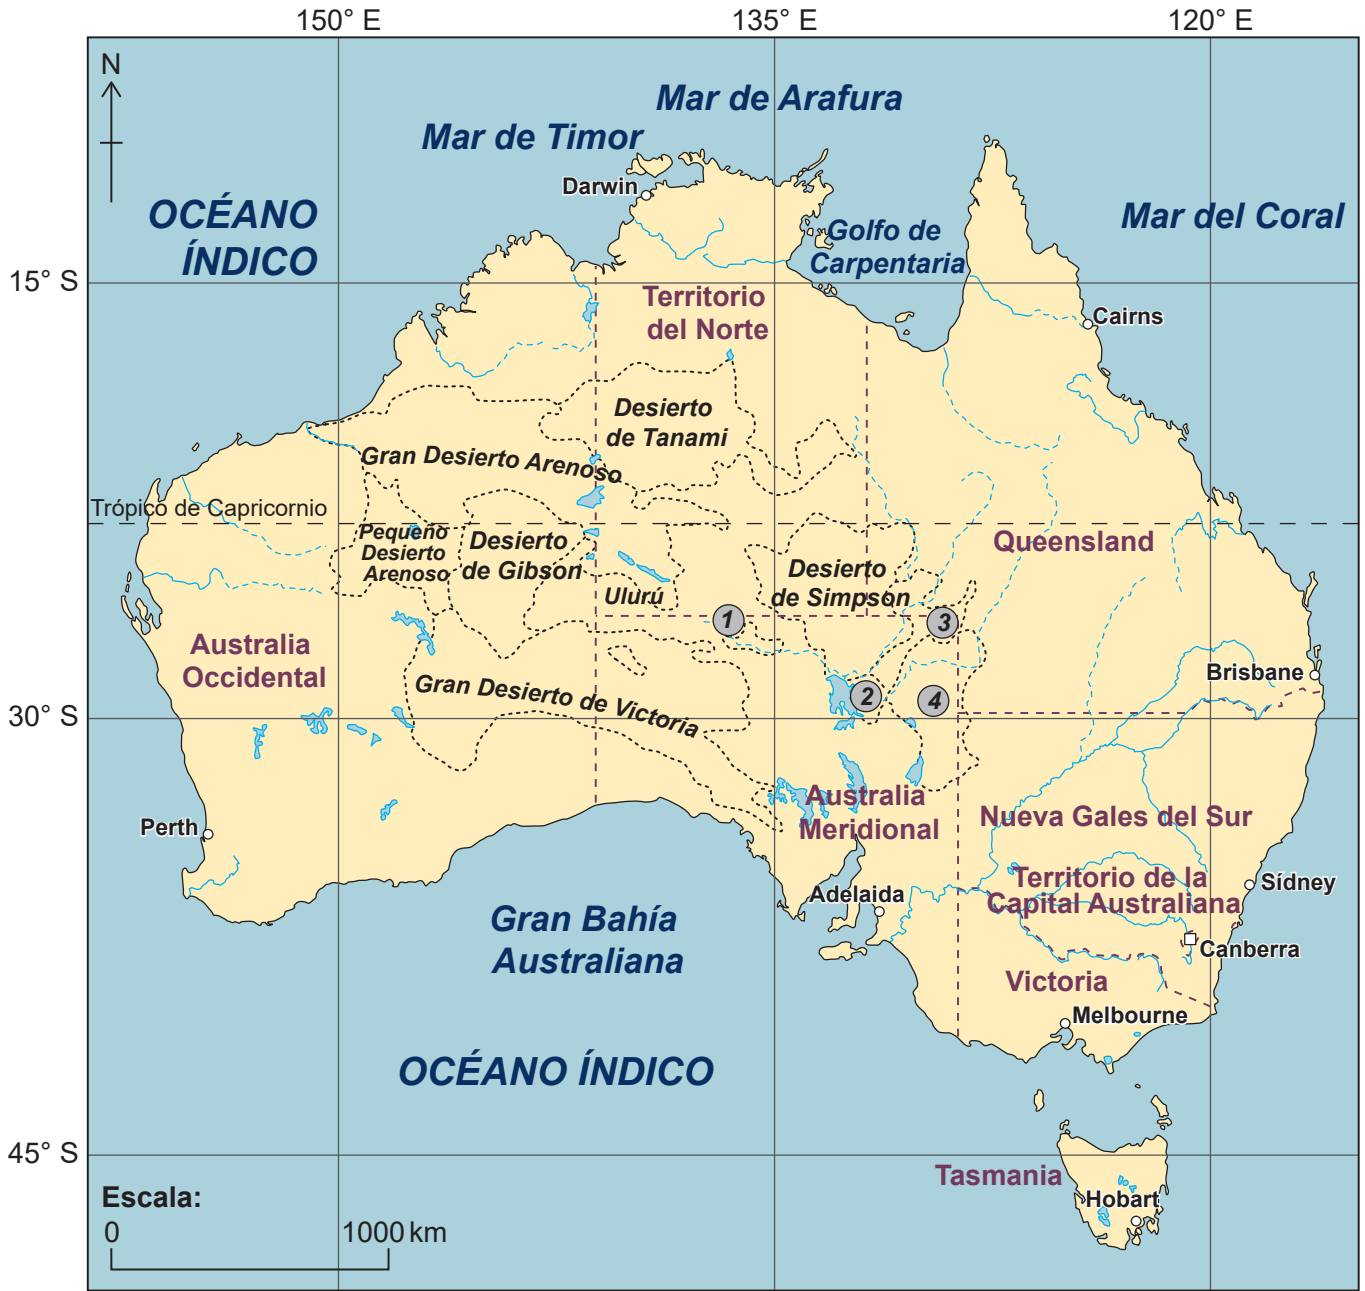 150° E 135° E 120° E
N
Mar de Arafura
Mar de Timor
Darwin
OCÉANO
ÍNDICO
Mar del Coral
Golfo de
Carpentaria
15° S
Territorio
del Norte
Cairns
Desierto
de Tanami
Gran Desierto Arenoso
Trópico de Capricornio
Pequeño
Desierto
Arenoso
Desierto
de Gibson
Queensland
Desierto
de Simpson
Ulurú
1
3
Australia
Occidental
Brisbane
Gran Desierto de Victoria
2
4
30° S
Australia
Meridional
Nueva Gales del Sur
Perth
Territorio de la
Capital Australiana
Sídney
Adelaida
Gran Bahía
Australiana
Canberra
Victoria
Melbourne
OCÉANO ÍNDICO
45° S
Tasmania
Hobart
Escala:
0 1000 km